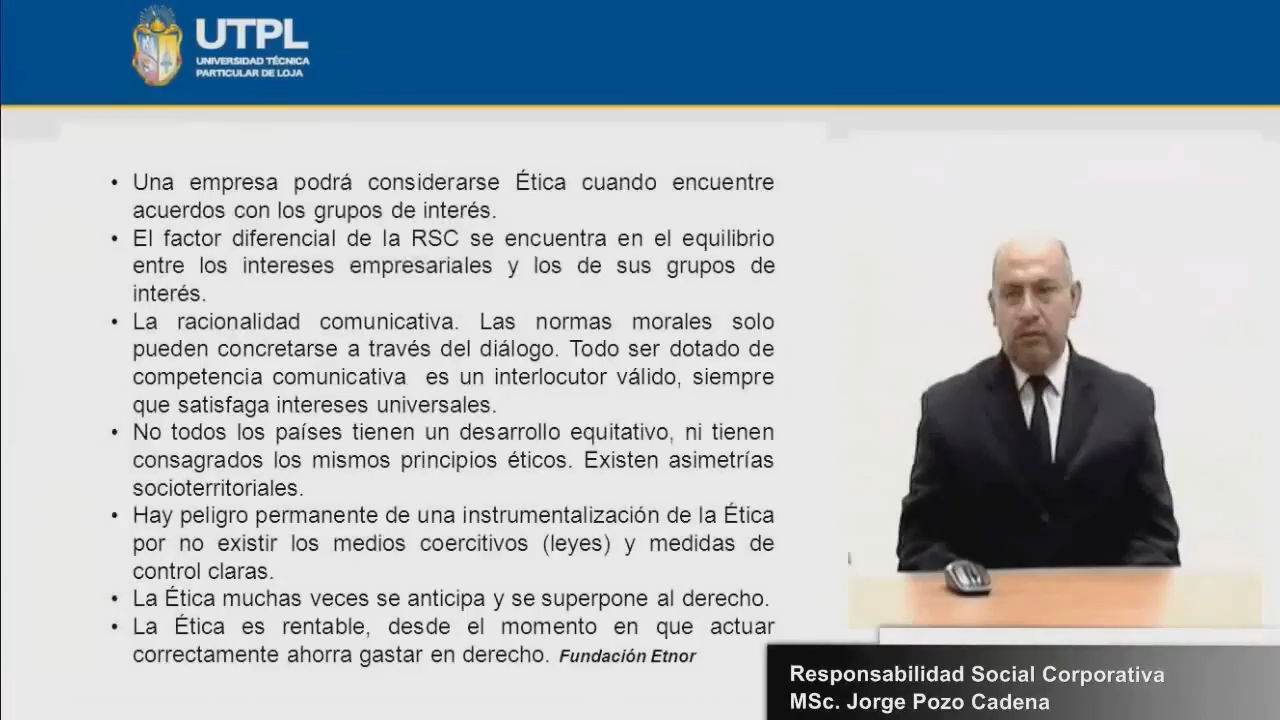 UTPL
UNIVERSIDAD TÉCNICA
PARTICULAR DE LOJA
• Una empresa podrá considerarse Ética cuando encuentre
acuerdos con los grupos de interés.
• El factor diferencial de la RSC se encuentra en el equilibrio
entre los intereses empresariales y los de sus grupos de
interés.
• La racionalidad comunicativa. Las normas morales solo
pueden concretarse a través del diálogo. Todo ser dotado de
competencia comunicativa es un interlocutor válido, siempre
que satisfaga intereses universales.
• No todos los países tienen un desarrollo equitativo, ni tienen
consagrados los mismos principios éticos. Existen asimetrías
socioterritoriales.
• Hay peligro permanente de una instrumentalización de la Ética
por no existir los medios coercitivos (leyes) y medidas de
control claras.
• La Ética muchas veces se anticipa y se superpone al derecho.
• La Ética es rentable, desde el momento en que actuar
correctamente ahorra gastar en derecho. Fundación Etnor
Responsabilidad Social Corporativa
MSc. Jorge Pozo Cadena